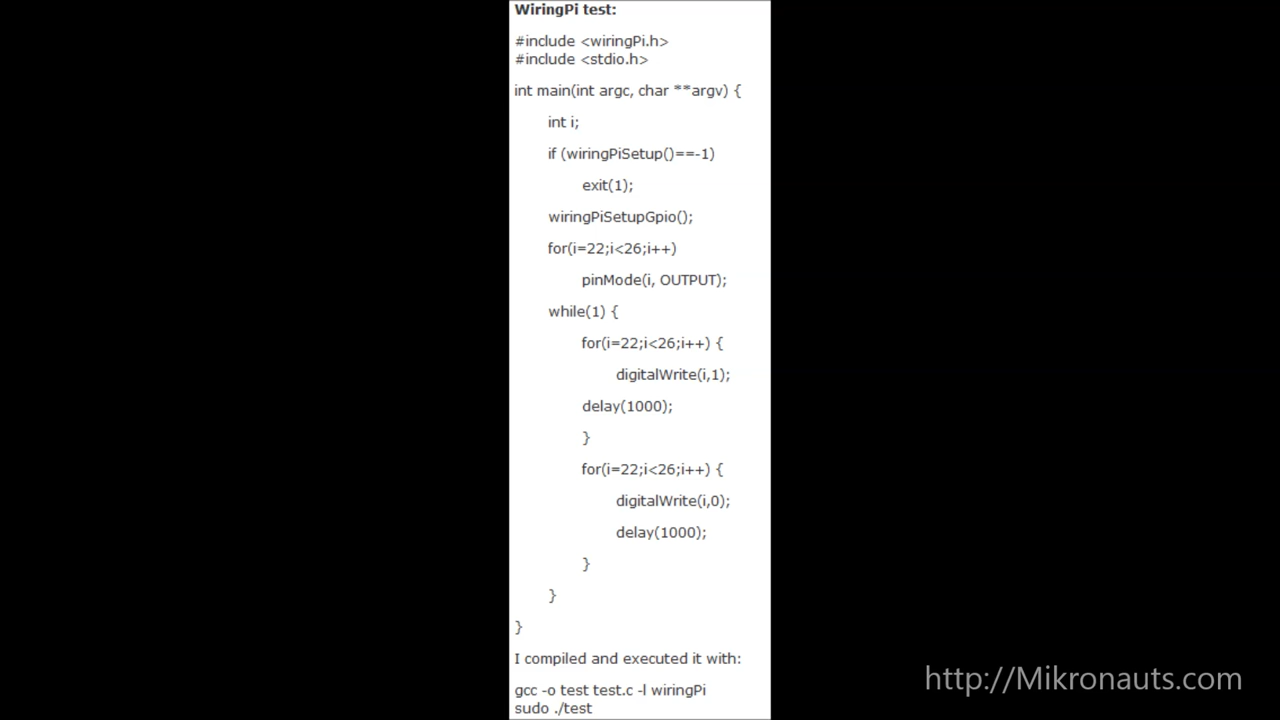 WiringPi test:
#include <wiringPi.h>
#include <stdio.h>
int main(int argc, char **argv) {
int i;
if (wiringPiSetup()==-1)
exit(1);
wiringPiSetupGpio();
for(i=22;i<26;i++)
pinMode(i, OUTPUT);
while(1) {
for(i=22;i<26;i++) {
digitalWrite(i,1);
delay(1000);
}
for(i=22;i<26;i++) {
digitalWrite(i,0);
delay(1000);
}
}
}
I compiled and executed it with:
gcc -o test test.c -l wiringPi
sudo ./test
http://Mikronauts.com